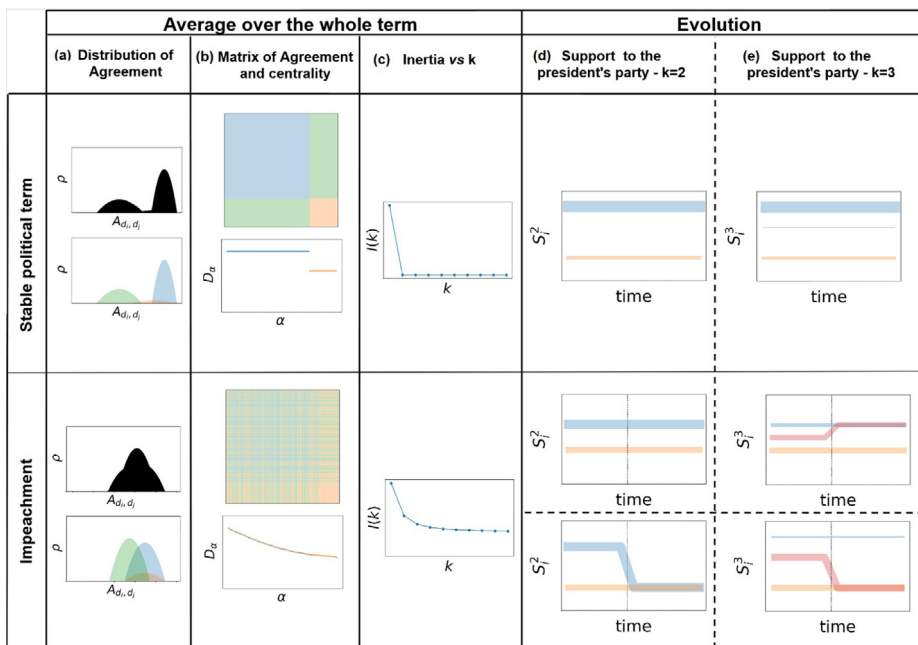 Average over the whole term
Evolution
(a) Distribution of
Agreement
(b) Matrix of Agreement
and centrality
(c) Inertia vs k
(d) Support to the
president's party - k=2
(e) Support to the
president's party - k=3
Stable political term
ρ
A_{d_i, d_j}
ρ
A_{d_i, d_j}
D_α
α
I(k)
k
S_i^2
time
S_i^3
time
Impeachment
ρ
A_{d_i, d_j}
ρ
A_{d_i, d_j}
D_α
α
I(k)
k
S_i^2
time
S_i^3
time
S_i^2
time
S_i^3
time